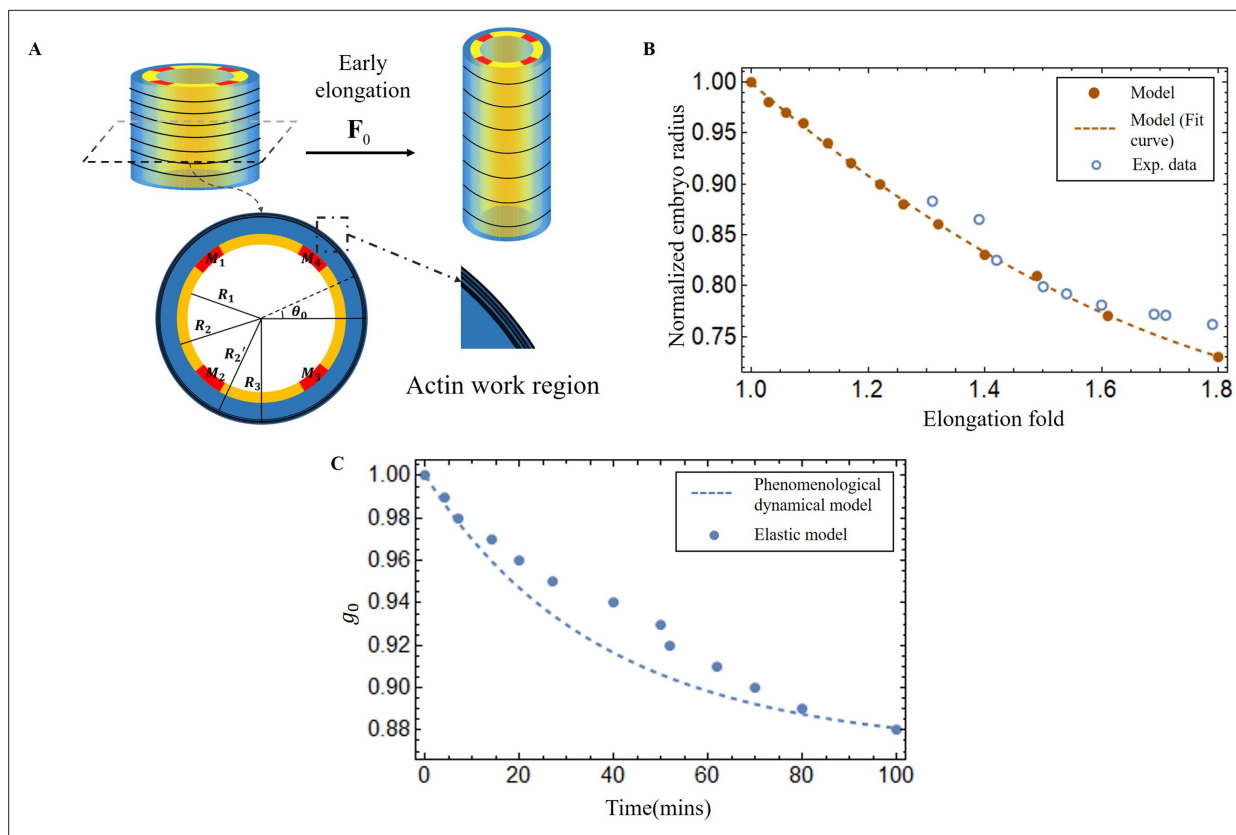 A
Early
elongation
F₀
M₁
M₄
R₁
θ₀
R₂
R₂′
R₃
M₂
M₃
Actin work region
B
Normalized embryo radius
1.00
0.95
0.90
0.85
0.80
0.75
Model
Model (Fit
curve)
Exp. data
1.0
1.2
1.4
1.6
1.8
Elongation fold
C
g₀
1.00
0.98
0.96
0.94
0.92
0.90
0.88
Phenomenological
dynamical model
Elastic model
0
20
40
60
80
100
Time(mins)